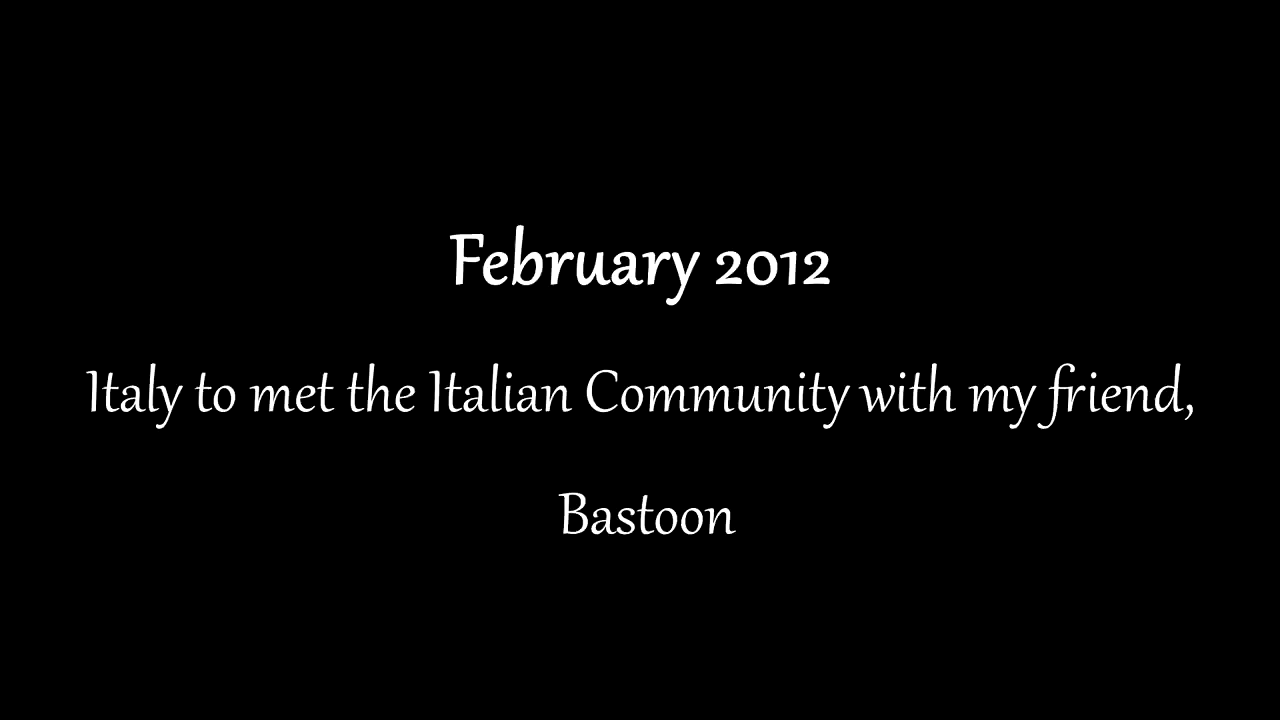 February 2012
Italy to met the Italian Community with my friend,
Bastoon